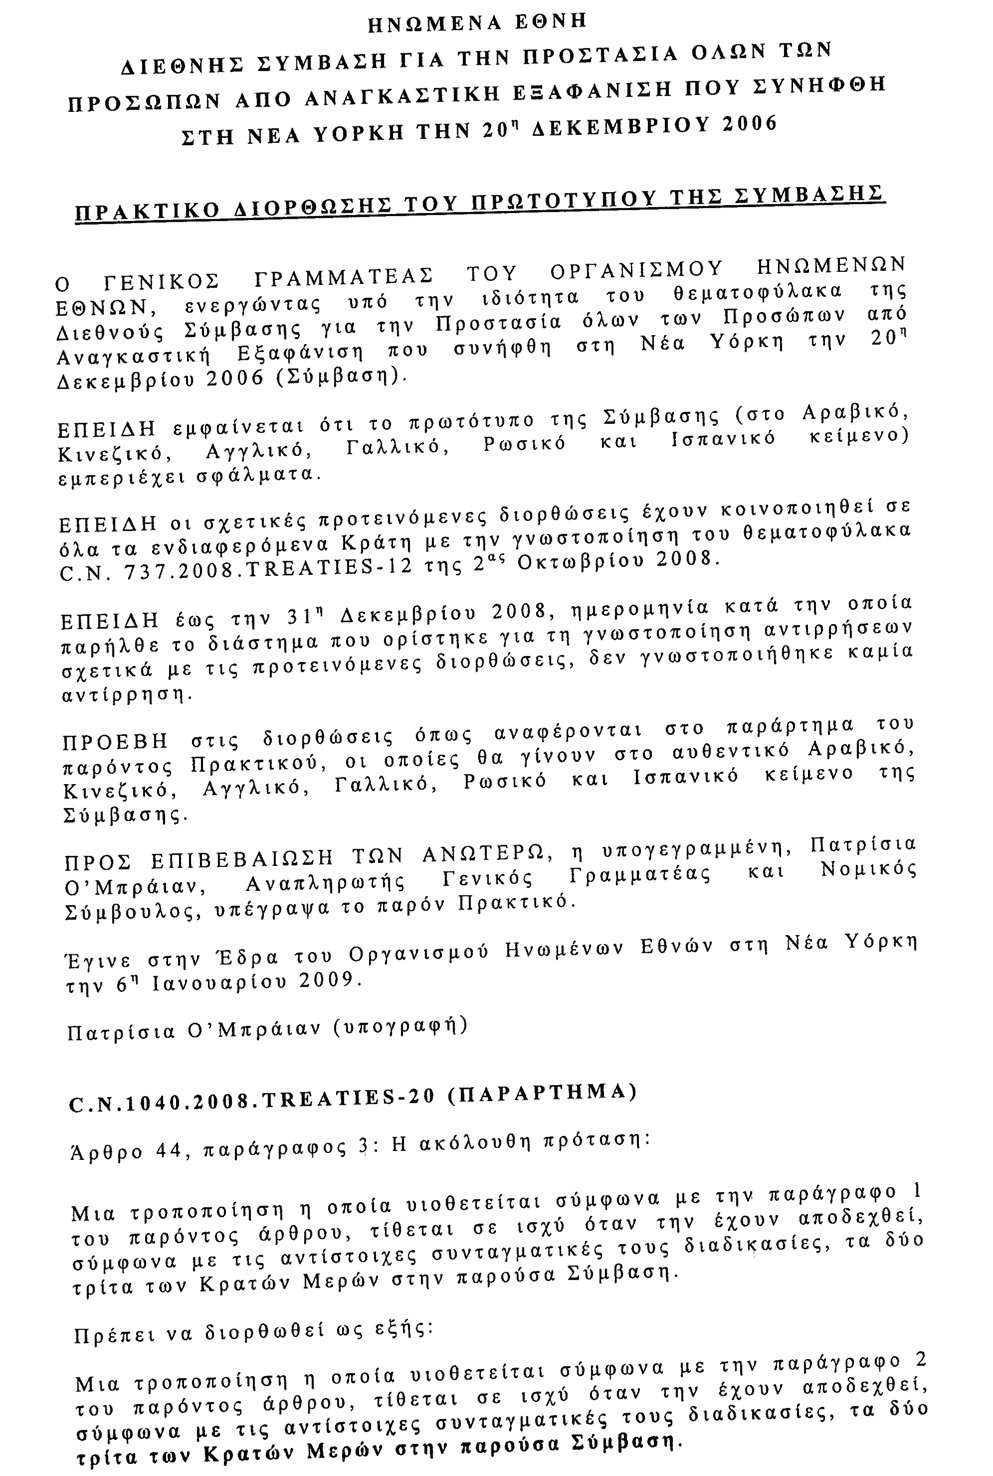 ΗΝΩΜΕΝΑ ΕΘΝΗ
ΔΙΕΘΝΗΣ ΣΥΜΒΑΣΗ ΓΙΑ ΤΗΝ ΠΡΟΣΤΑΣΙΑ ΟΛΩΝ ΤΩΝ
ΠΡΟΣΩΠΩΝ ΑΠΟ ΑΝΑΓΚΑΣΤΙΚΗ ΕΞΑΦΑΝΙΣΗ ΠΟΥ ΣΥΝΗΦΘΗ
ΣΤΗ ΝΕΑ ΥΟΡΚΗ ΤΗΝ 20η ΔΕΚΕΜΒΡΙΟΥ 2006
ΠΡΑΚΤΙΚΟ ΔΙΟΡΘΩΣΗΣ ΤΟΥ ΠΡΩΤΟΤΥΠΟΥ ΤΗΣ ΣΥΜΒΑΣΗΣ
Ο ΓΕΝΙΚΟΣ ΓΡΑΜΜΑΤΕΑΣ ΤΟΥ ΟΡΓΑΝΙΣΜΟΥ ΗΝΩΜΕΝΩΝ
ΕΘΝΩΝ, ενεργώντας υπό την ιδιότητα του θεματοφύλακα της
Διεθνούς Σύμβασης για την Προστασία όλων των Προσώπων από
Αναγκαστική Εξαφάνιση που συνήφθη στη Νέα Υόρκη την 20η
Δεκεμβρίου 2006 (Σύμβαση).
ΕΠΕΙΔΗ εμφαίνεται ότι το πρωτότυπο της Σύμβασης (στο Αραβικό,
Κινεζικό, Αγγλικό, Γαλλικό, Ρωσικό και Ισπανικό κείμενο)
εμπεριέχει σφάλματα.
ΕΠΕΙΔΗ οι σχετικές προτεινόμενες διορθώσεις έχουν κοινοποιηθεί σε
όλα τα ενδιαφερόμενα Κράτη με την γνωστοποίηση του θεματοφύλακα
C.N. 737.2008.TREATIES-12 της 2ας Οκτωβρίου 2008.
ΕΠΕΙΔΗ έως την 31η Δεκεμβρίου 2008, ημερομηνία κατά την οποία
παρήλθε το διάστημα που ορίστηκε για τη γνωστοποίηση αντιρρήσεων
σχετικά με τις προτεινόμενες διορθώσεις, δεν γνωστοποιήθηκε καμία
αντίρρηση.
ΠΡΟΕΒΗ στις διορθώσεις όπως αναφέρονται στο παράρτημα του
παρόντος Πρακτικού, οι οποίες θα γίνουν στο αυθεντικό Αραβικό,
Κινεζικό, Αγγλικό, Γαλλικό, Ρωσικό και Ισπανικό κείμενο της
Σύμβασης.
ΠΡΟΣ ΕΠΙΒΕΒΑΙΩΣΗ ΤΩΝ ΑΝΩΤΕΡΩ, η υπογεγραμμένη, Πατρίσια
Ο’Μπράιαν, Αναπληρωτής Γενικός Γραμματέας και Νομικός
Σύμβουλος, υπέγραψα το παρόν Πρακτικό.
Έγινε στην Έδρα του Οργανισμού Ηνωμένων Εθνών στη Νέα Υόρκη
την 6η Ιανουαρίου 2009.
Πατρίσια Ο’Μπράιαν (υπογραφή)
C.N.1040.2008.TREATIES-20 (ΠΑΡΑΡΤΗΜΑ)
Άρθρο 44, παράγραφος 3: Η ακόλουθη πρόταση:
Μια τροποποίηση η οποία υιοθετείται σύμφωνα με την παράγραφο 1
του παρόντος άρθρου, τίθεται σε ισχύ όταν την έχουν αποδεχθεί,
σύμφωνα με τις αντίστοιχες συνταγματικές τους διαδικασίες, τα δύο
τρίτα των Κρατών Μερών στην παρούσα Σύμβαση.
Πρέπει να διορθωθεί ως εξής:
Μια τροποποίηση η οποία υιοθετείται σύμφωνα με την παράγραφο 2
του παρόντος άρθρου, τίθεται σε ισχύ όταν την έχουν αποδεχθεί,
σύμφωνα με τις αντίστοιχες συνταγματικές τους διαδικασίες, τα δύο
τρίτα των Κρατών Μερών στην παρούσα Σύμβαση.